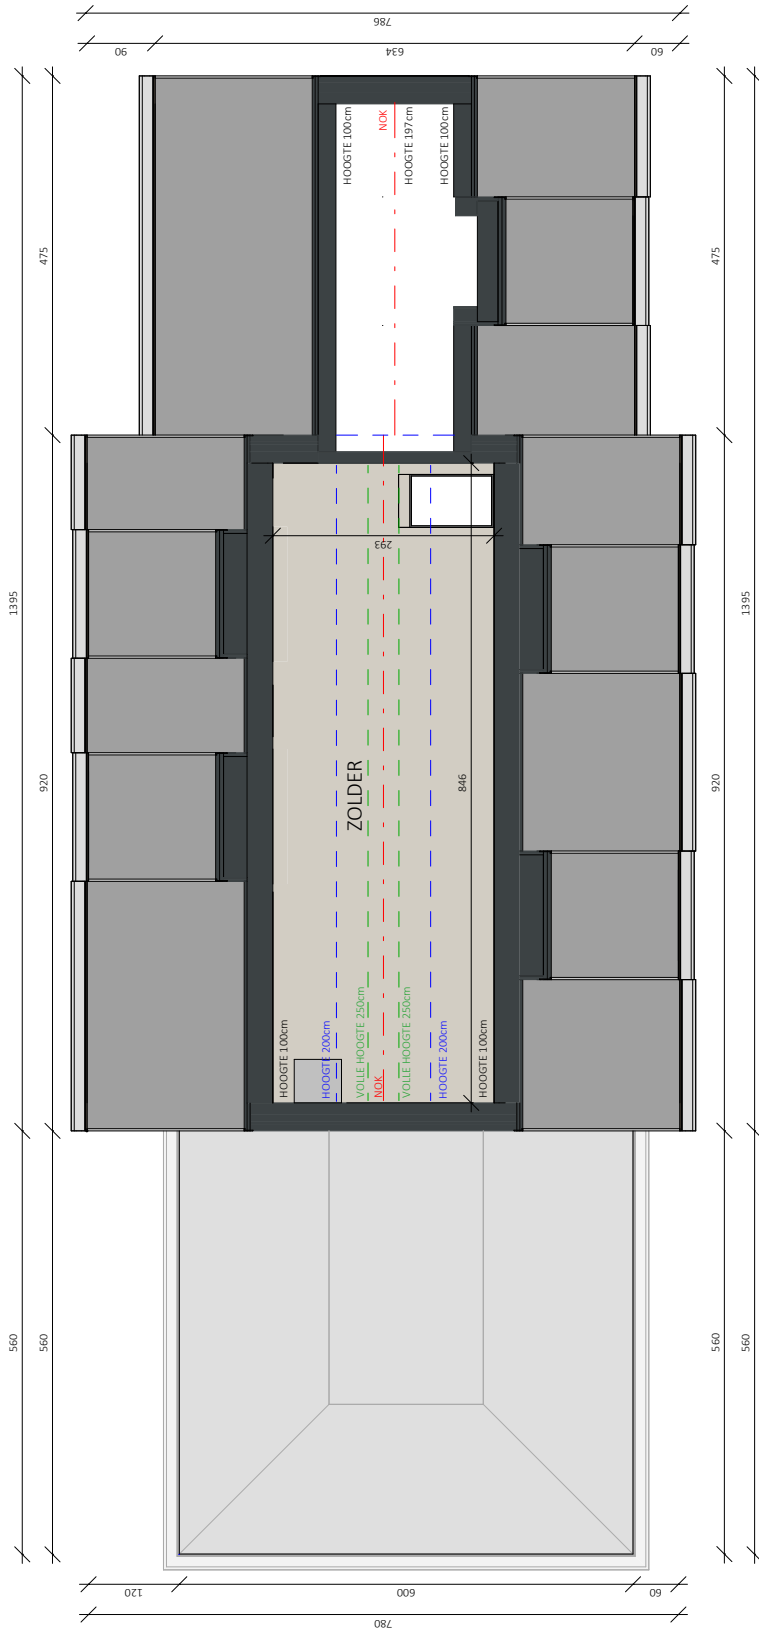 786
90
634
60
HOOGTE 100cm
NOK
HOOGTE 197cm
HOOGTE 100cm
475
475
293
1395
1395
920
ZOLDER
846
920
HOOGTE 100cm
HOOGTE 200cm
VOLLE HOOGTE 250cm
NOK
VOLLE HOOGTE 250cm
HOOGTE 200cm
HOOGTE 100cm
560
560
560
560
120
600
60
780